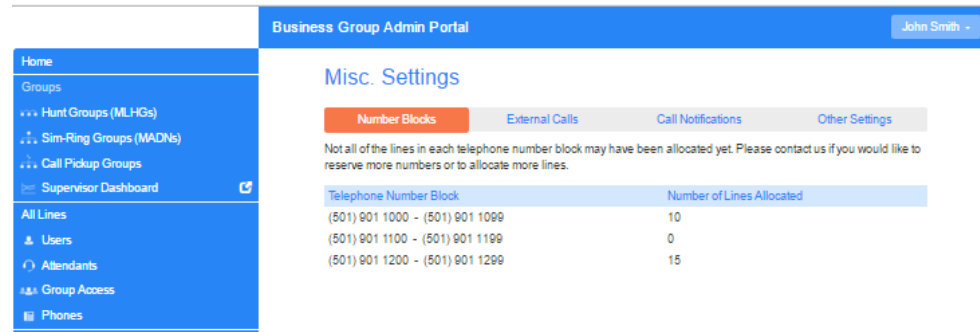 Business Group Admin Portal
John Smith
Home
Groups
Hunt Groups (MLHGs)
Sim-Ring Groups (MADNs)
Call Pickup Groups
Supervisor Dashboard
All Lines
Users
Attendants
Group Access
Phones
Misc. Settings
Number Blocks External Calls Call Notifications Other Settings
Not all of the lines in each telephone number block may have been allocated yet. Please contact us if you would like to
reserve more numbers or to allocate more lines.
Telephone Number Block Number of Lines Allocated
(501) 901 1000 - (501) 901 1099 10
(501) 901 1100 - (501) 901 1199 0
(501) 901 1200 - (501) 901 1299 15